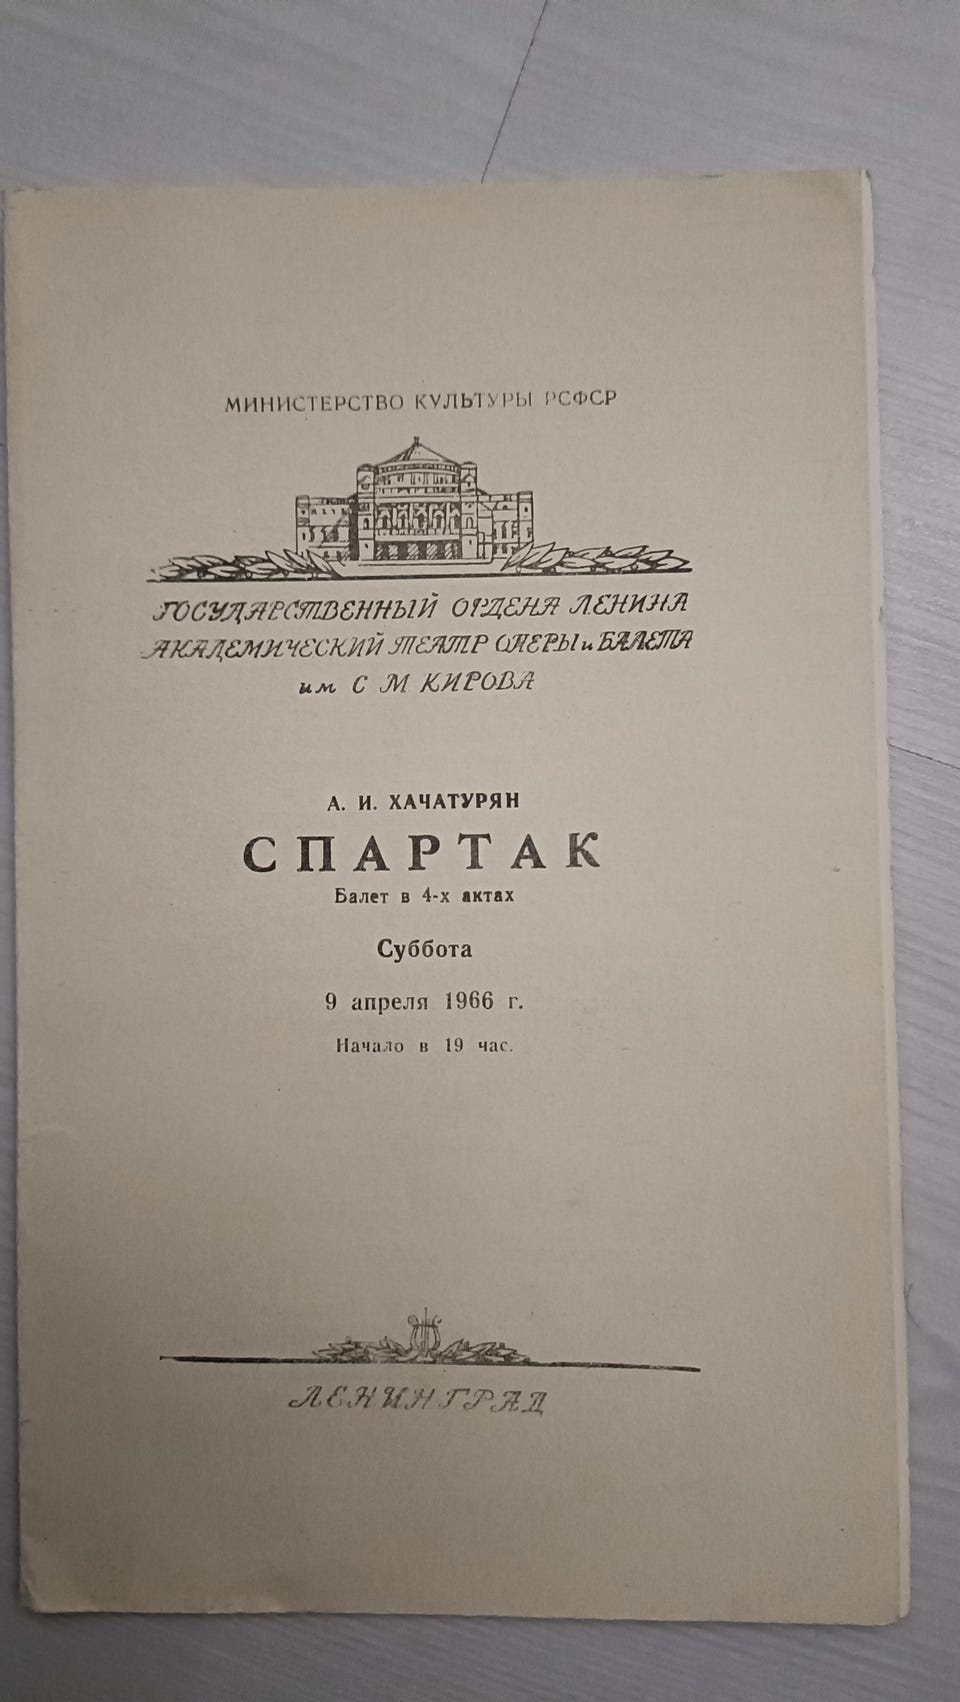 МИНИСТЕРСТВО КУЛЬТУРЫ РСФСР
ГОСУДАРСТВЕННЫЙ ОРДЕНА ЛЕНИНА
АКАДЕМИЧЕСКИЙ ТЕАТР ОПЕРЫ и БАЛЕТА
им С М КИРОВА
А. И. ХАЧАТУРЯН
СПАРТАК
Балет в 4-х актах
Суббота
9 апреля 1966 г.
Начало в 19 час.
ЛЕНИНГРАД